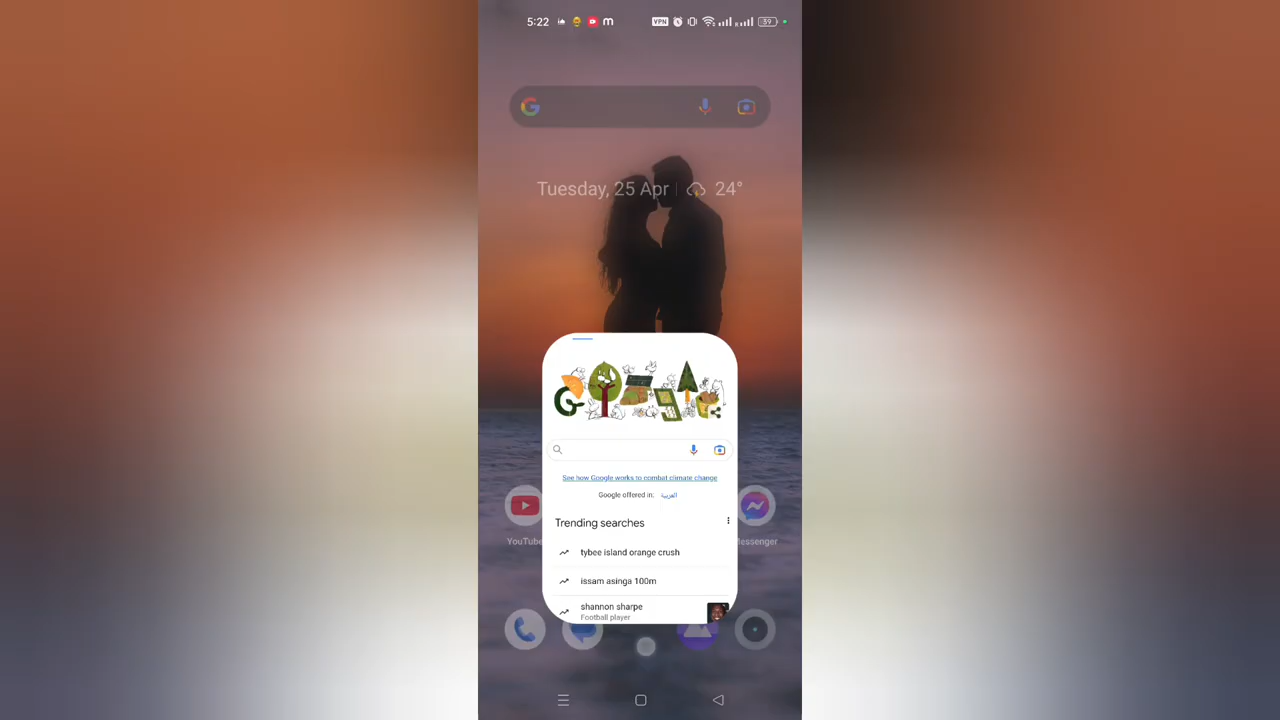 5:22 m VPN 39
Tuesday, 25 Apr 24°
See how Google works to combat climate change
Google offered in: العربية
Trending searches
YouTube
Messenger
tybee island orange crush
issam asinga 100m
shannon sharpe
Football player